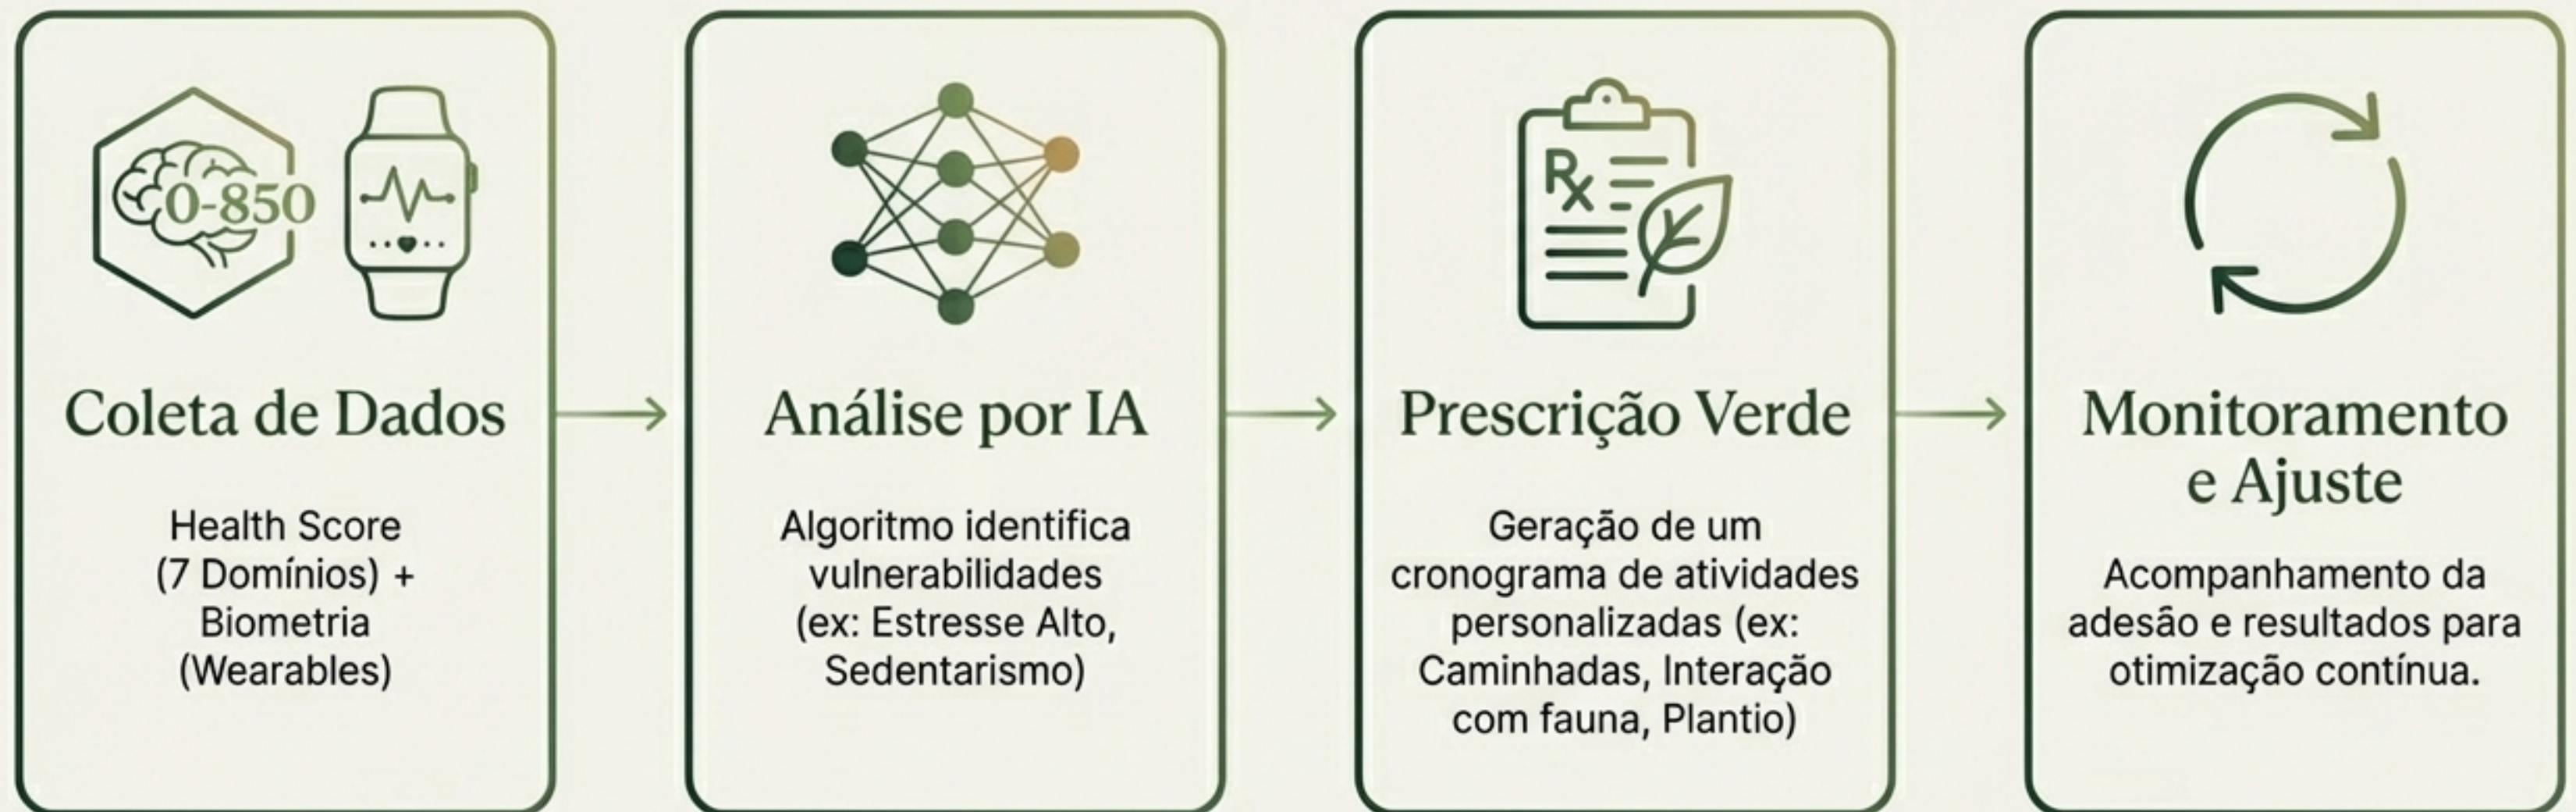 0-850
Coleta de Dados
Health Score
(7 Domínios) +
Biometria
(Wearables)
Análise por IA
Algoritmo identifica
vulnerabilidades
(ex: Estresse Alto,
Sedentarismo)
Rx
Prescrição Verde
Geração de um
cronograma de atividades
personalizadas (ex:
Caminhadas, Interação
com fauna, Plantio)
Monitoramento
e Ajuste
Acompanhamento da
adesão e resultados para
otimização contínua.